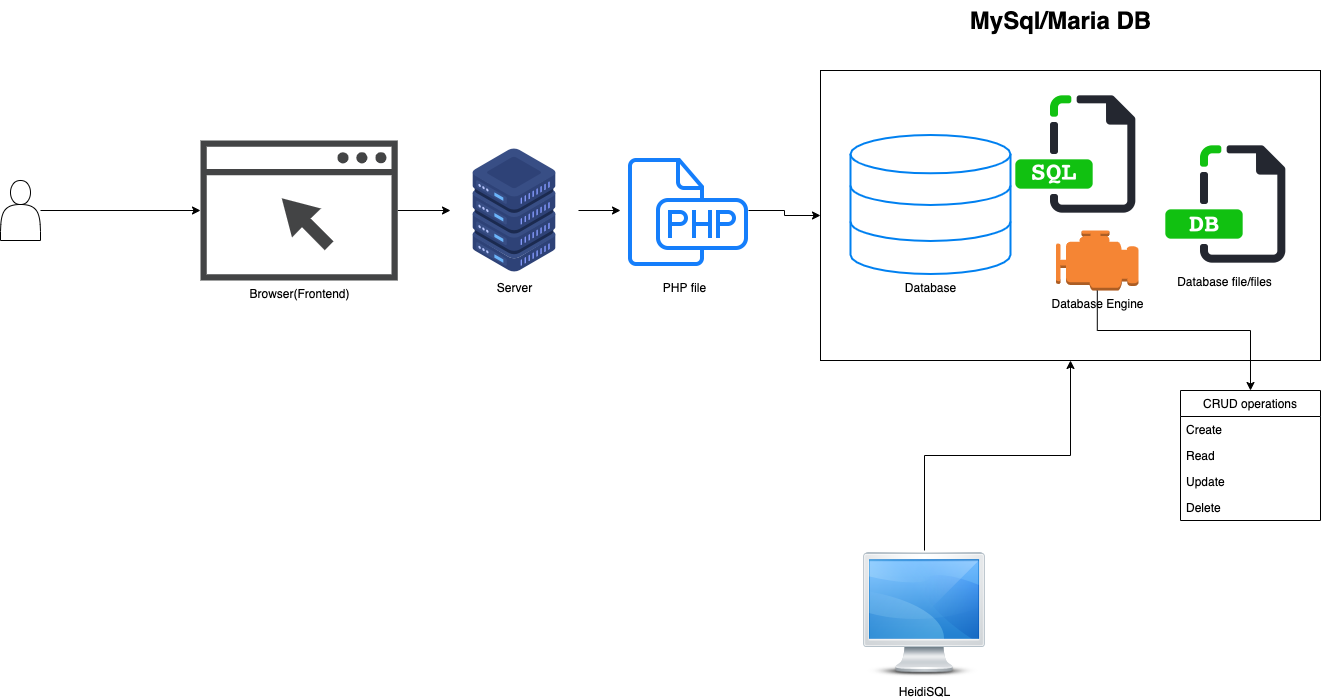 MySql/Maria DB
SQL
DB
PHP
Browser(Frontend)
Server
PHP file
Database
Database Engine
Database file/files
CRUD operations
Create
Read
Update
Delete
HeidiSQL